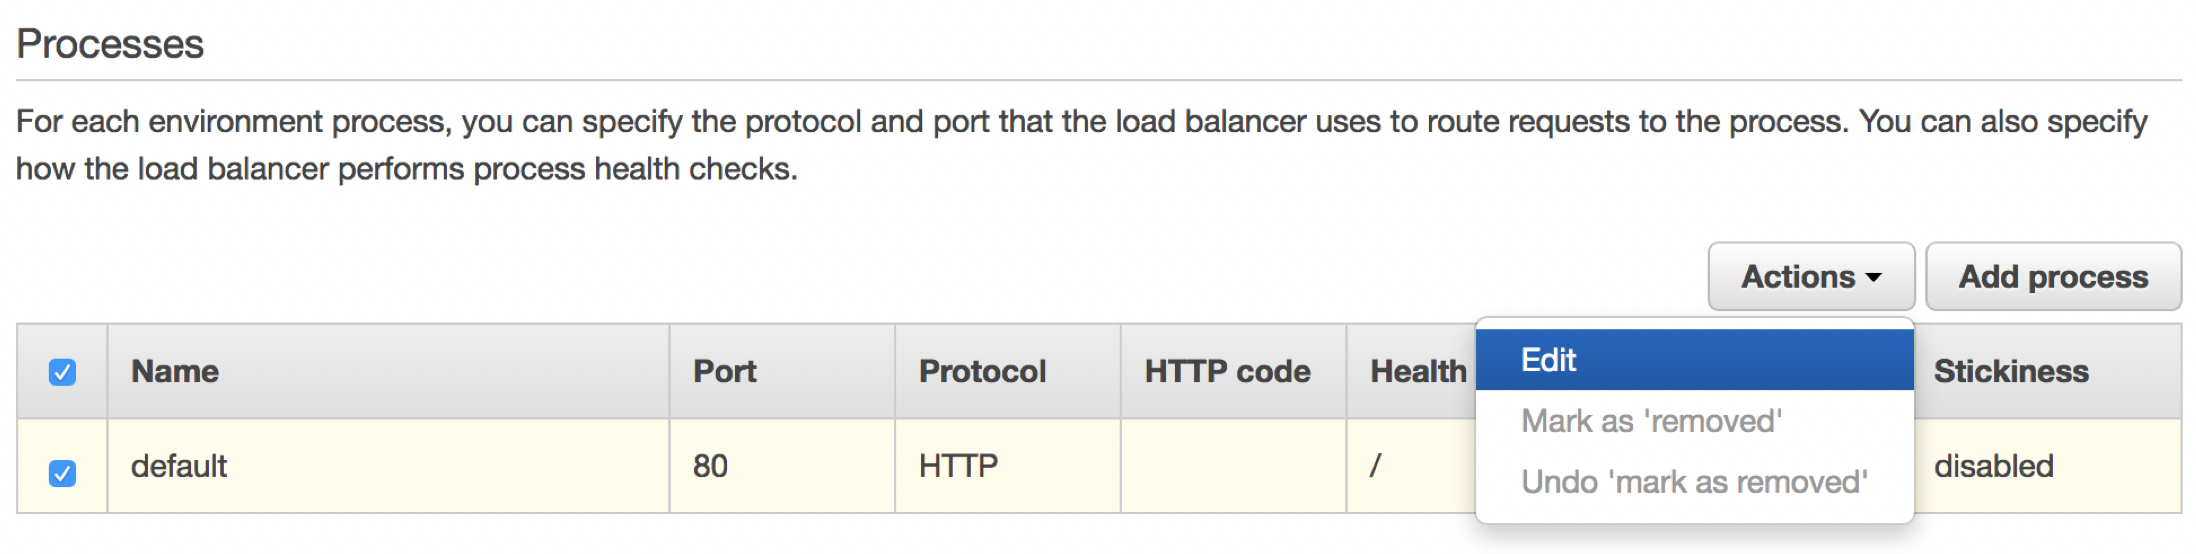 Processes
For each environment process, you can specify the protocol and port that the load balancer uses to route requests to the process. You can also specify
how the load balancer performs process health checks.
Actions Add process
Name Port Protocol HTTP code Health Stickiness
Edit
Mark as 'removed'
default 80 HTTP / disabled
Undo 'mark as removed'